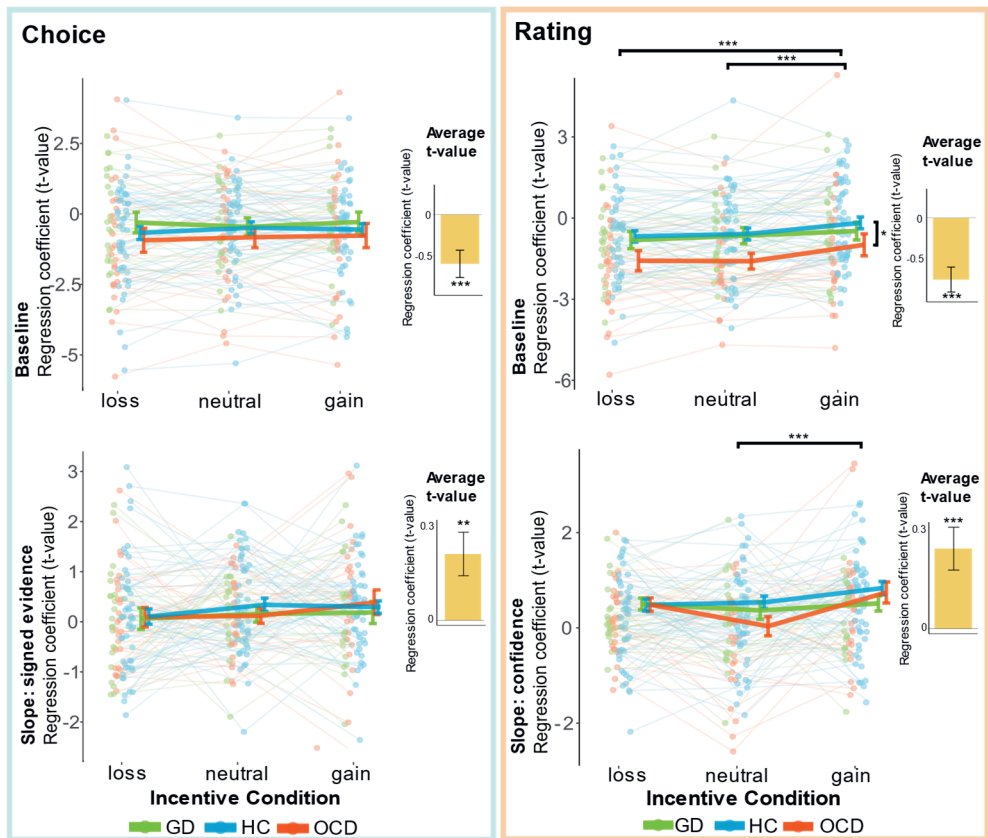 Choice
Baseline
Regression coefficient (t-value)
2.5
0
-2.5
-5
loss neutral gain
Average
t-value
Regression coefficient (t-value)
0
-0.5
***
Slope: signed evidence
Regression coefficient (t-value)
3
2
1
0
-1
-2
loss neutral gain
Incentive Condition
Average
t-value
Regression coefficient (t-value)
0.3
0
**
GD HC OCD
Rating
***
***
Baseline
Regression coefficient (t-value)
3
0
-3
-6
*
loss neutral gain
Average
t-value
Regression coefficient (t-value)
0
-0.5
***
***
Slope: confidence
Regression coefficient (t-value)
2
0
-2
loss neutral gain
Incentive Condition
Average
t-value
Regression coefficient (t-value)
0.3
0
***
GD HC OCD